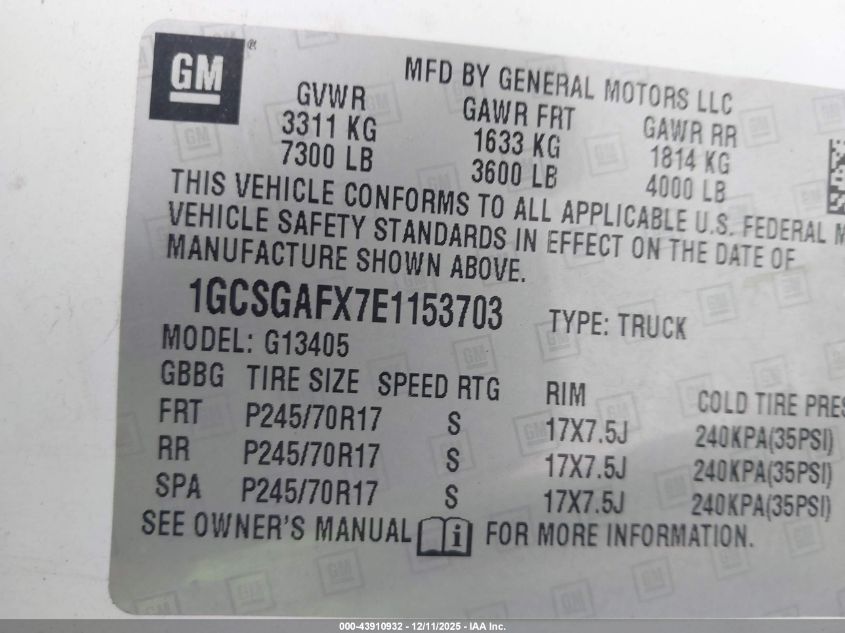 GM ®
MFD BY GENERAL MOTORS LLC
GVWR GAWR FRT GAWR RR
3311 KG 1633 KG 1814 KG
7300 LB 3600 LB 4000 LB
THIS VEHICLE CONFORMS TO ALL APPLICABLE U.S. FEDERAL M
VEHICLE SAFETY STANDARDS IN EFFECT ON THE DATE OF
MANUFACTURE SHOWN ABOVE.
1GCSGAFX7E1153703 TYPE: TRUCK
MODEL: G13405
GBBG TIRE SIZE SPEED RTG RIM COLD TIRE PRES
FRT P245/70R17 S 17X7.5J 240KPA(35PSI)
RR P245/70R17 S 17X7.5J 240KPA(35PSI)
SPA P245/70R17 S 17X7.5J 240KPA(35PSI)
SEE OWNER'S MANUAL i FOR MORE INFORMATION.
000-43910932 - 12/11/2025 - IAA Inc.